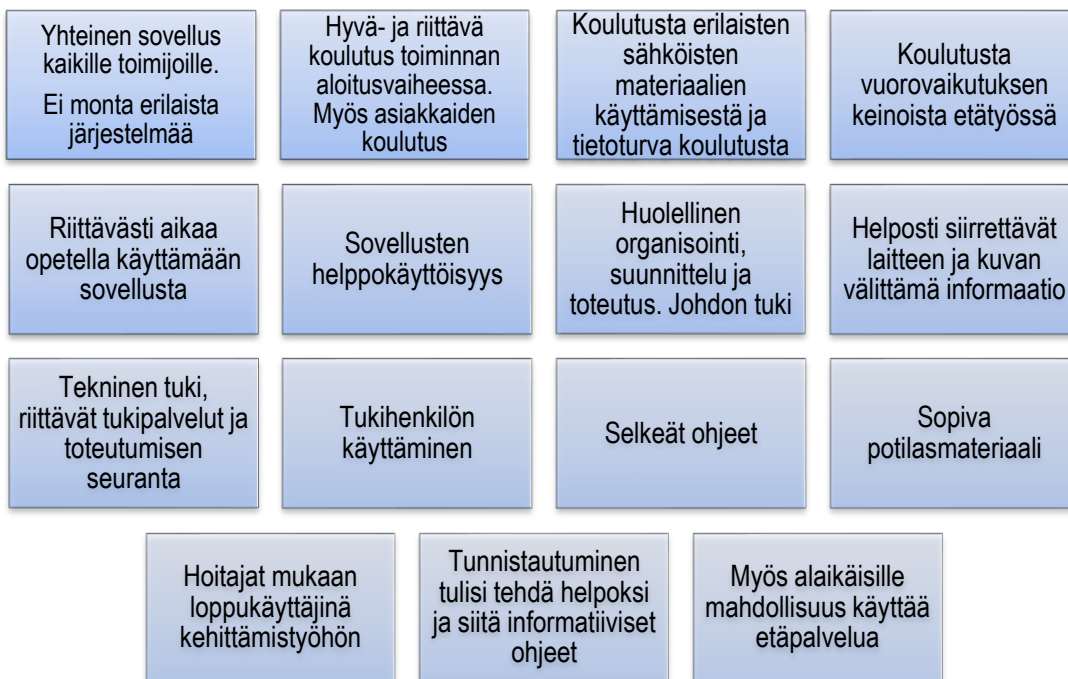 Yhteinen sovellus
kaikille toimijoille.
Ei monta erilaista
järjestelmää
Hyvä- ja riittävä
koulutus toiminnan
aloitusvaiheessa.
Myös asiakkaiden
koulutus
Koulutusta erilaisten
sähköisten
materiaalien
käyttämisestä ja
tietoturva koulutusta
Koulutusta
vuorovaikutuksen
keinoista etätyössä
Riittävästi aikaa
opetella käyttämään
sovellusta
Sovellusten
helppokäyttöisyys
Huolellinen
organisointi,
suunnittelu ja
toteutus. Johdon tuki
Helposti siirrettävät
laitteen ja kuvan
välittämä informaatio
Tekninen tuki,
riittävät tukipalvelut ja
toteutumisen
seuranta
Tukihenkilön
käyttäminen
Selkeät ohjeet
Sopiva
potilasmateriaali
Hoitajat mukaan
loppukäyttäjinä
kehittämistyöhön
Tunnistautuminen
tulisi tehdä helpoksi
ja siitä informatiiviset
ohjeet
Myös alaikäisille
mahdollisuus käyttää
etäpalvelua